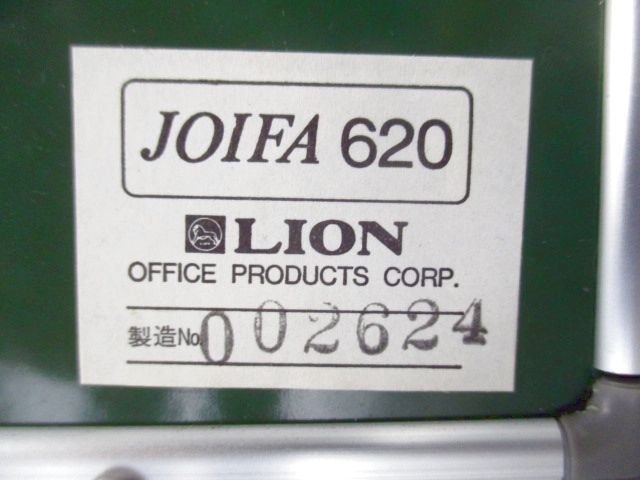 JOIFA 620
LION
OFFICE PRODUCTS CORP.
製造No. 002624